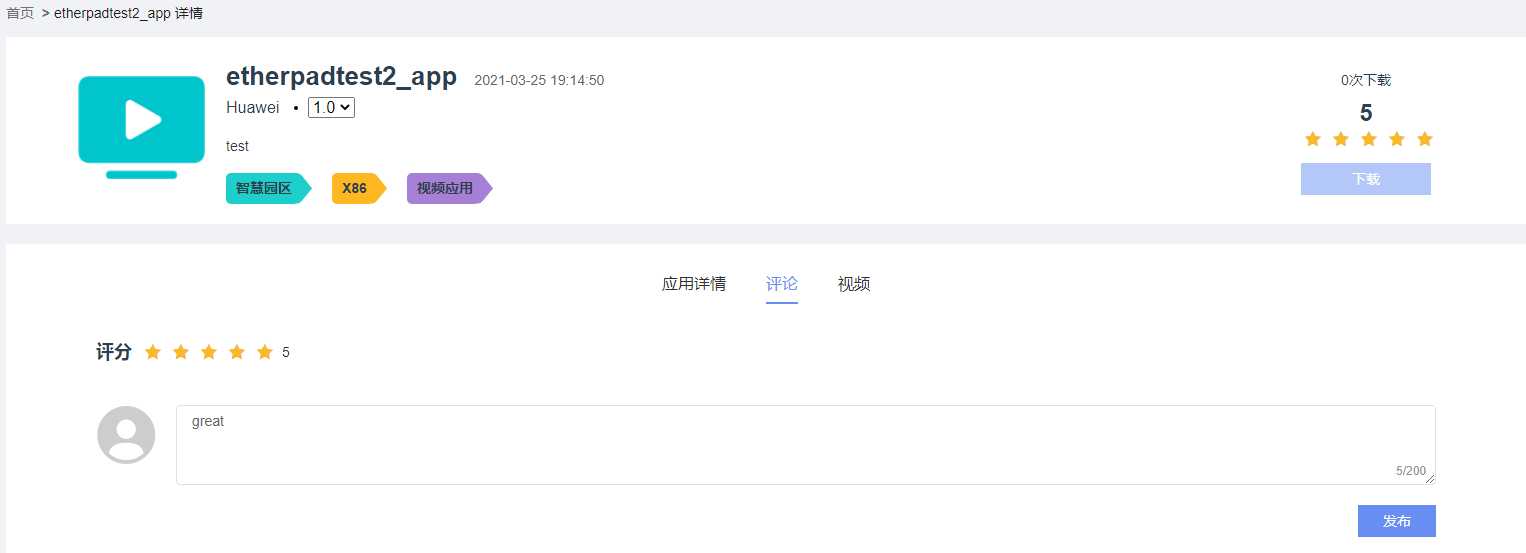 首页 > etherpadtest2_app 详情
etherpadtest2_app 2021-03-25 19:14:50
Huawei • 1.0
test
智慧园区 X86 视频应用
0次下载
5
下载
应用详情 评论 视频
评分 5
great
5/200
发布